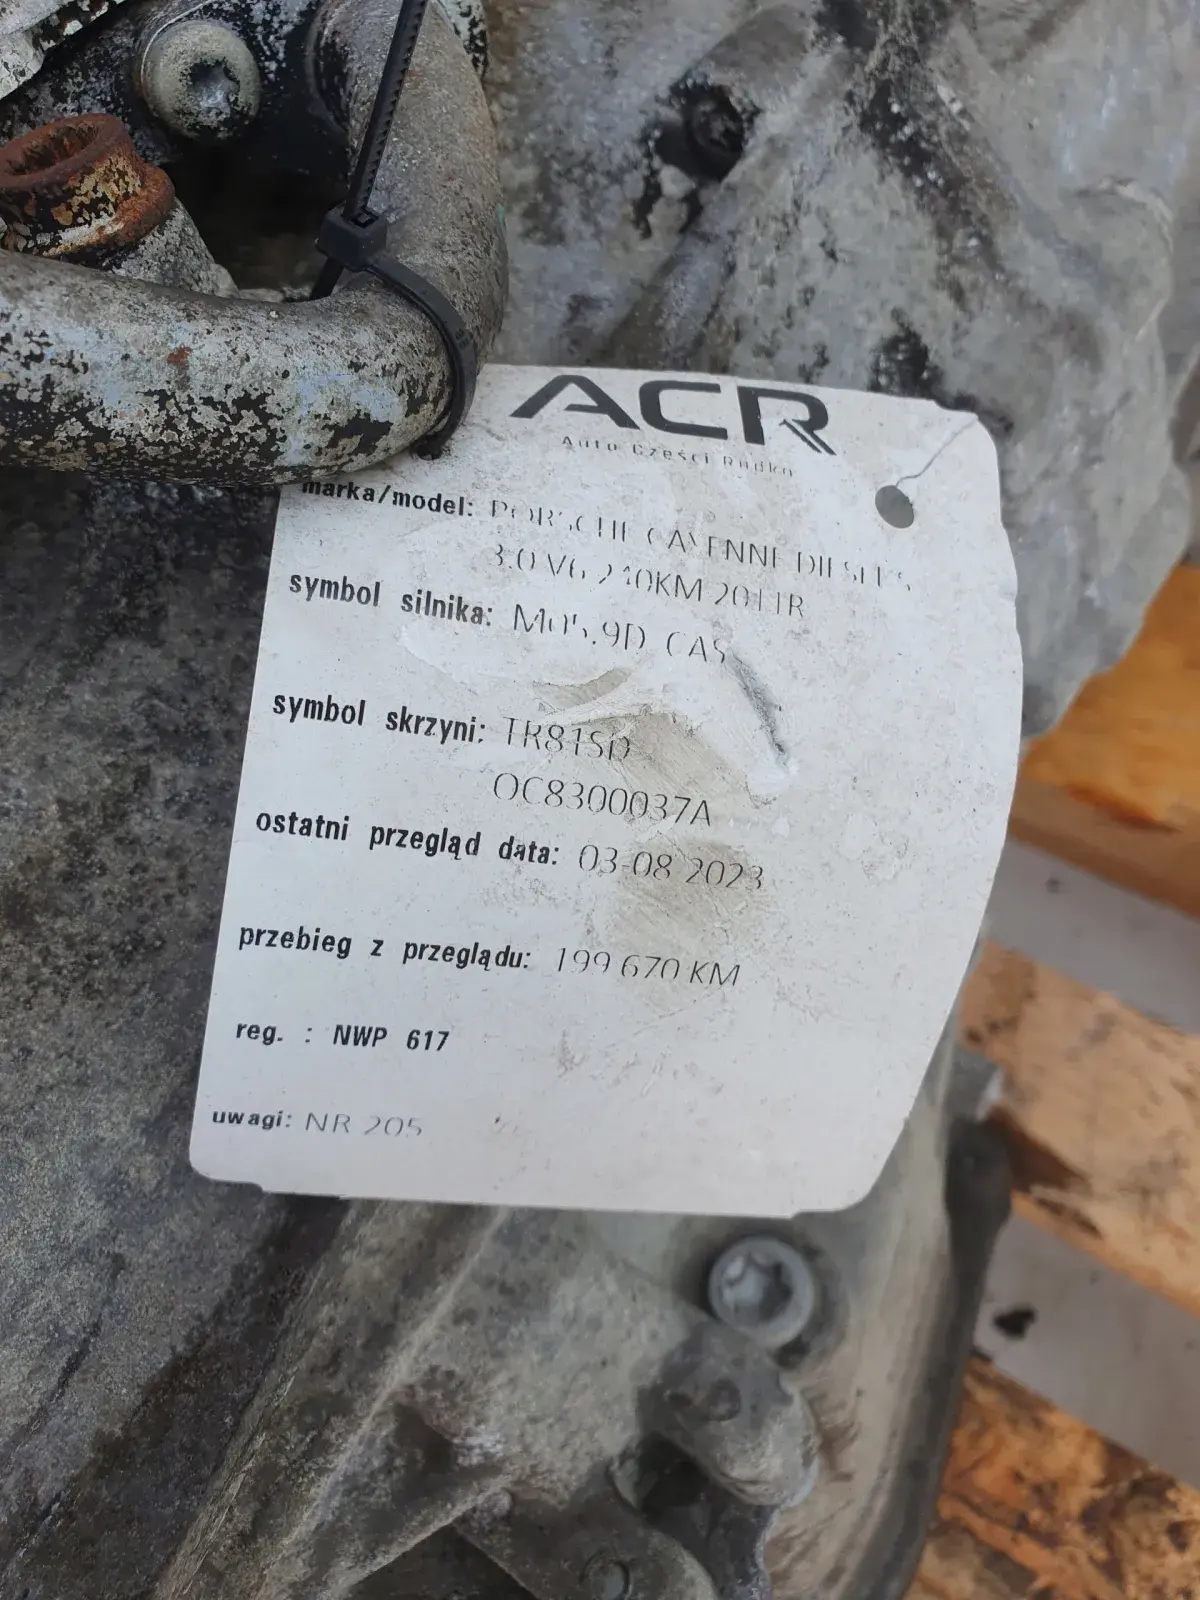 ACR
Auto Części Rudko
marka/model: PORSCHE CAYENNE DIESEL S
3.0 V6 240KM 2011R
symbol silnika: M05.9D CAS
symbol skrzyni: TR81SD
OC8300037A
ostatni przegląd data: 03-08 2023
przebieg z przeglądu: 199 670 KM
reg. : NWP 617
uwagi: NR 205